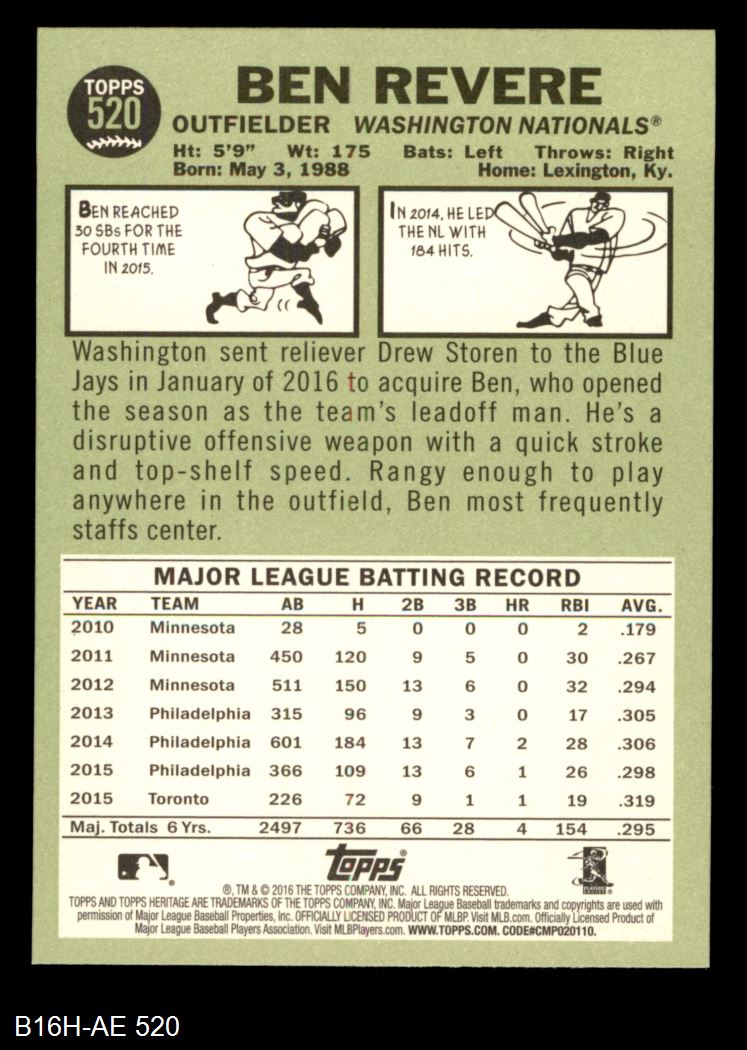 TOPPS
520
BEN REVERE
OUTFIELDER WASHINGTON NATIONALS®
Ht: 5'9" Wt: 175 Bats: Left Throws: Right
Born: May 3, 1988 Home: Lexington, Ky.
BEN REACHED
30 SBs FOR THE
FOURTH TIME
IN 2015.
IN 2014, HE LED
THE NL WITH
184 HITS.
Washington sent reliever Drew Storen to the Blue
Jays in January of 2016 to acquire Ben, who opened
the season as the team's leadoff man. He's a
disruptive offensive weapon with a quick stroke
and top-shelf speed. Rangy enough to play
anywhere in the outfield, Ben most frequently
staffs center.
MAJOR LEAGUE BATTING RECORD
YEAR TEAM AB H 2B 3B HR RBI AVG.
2010 Minnesota 28 5 0 0 0 2 .179
2011 Minnesota 450 120 9 5 0 30 .267
2012 Minnesota 511 150 13 6 0 32 .294
2013 Philadelphia 315 96 9 3 0 17 .305
2014 Philadelphia 601 184 13 7 2 28 .306
2015 Philadelphia 366 109 13 6 1 26 .298
2015 Toronto 226 72 9 1 1 19 .319
Maj. Totals 6 Yrs. 2497 736 66 28 4 154 .295
Topps®
®, TM & © 2016 THE TOPPS COMPANY, INC. ALL RIGHTS RESERVED.
TOPPS AND TOPPS HERITAGE ARE TRADEMARKS OF THE TOPPS COMPANY, INC. Major League Baseball trademarks and copyrights are used with
permission of Major League Baseball Properties, Inc. OFFICIALLY LICENSED PRODUCT OF MLBP. Visit MLB.com. Officially Licensed Product of
Major League Baseball Players Association. Visit MLBPlayers.com. WWW.TOPPS.COM. CODE#CMP020110.
B16H-AE 520